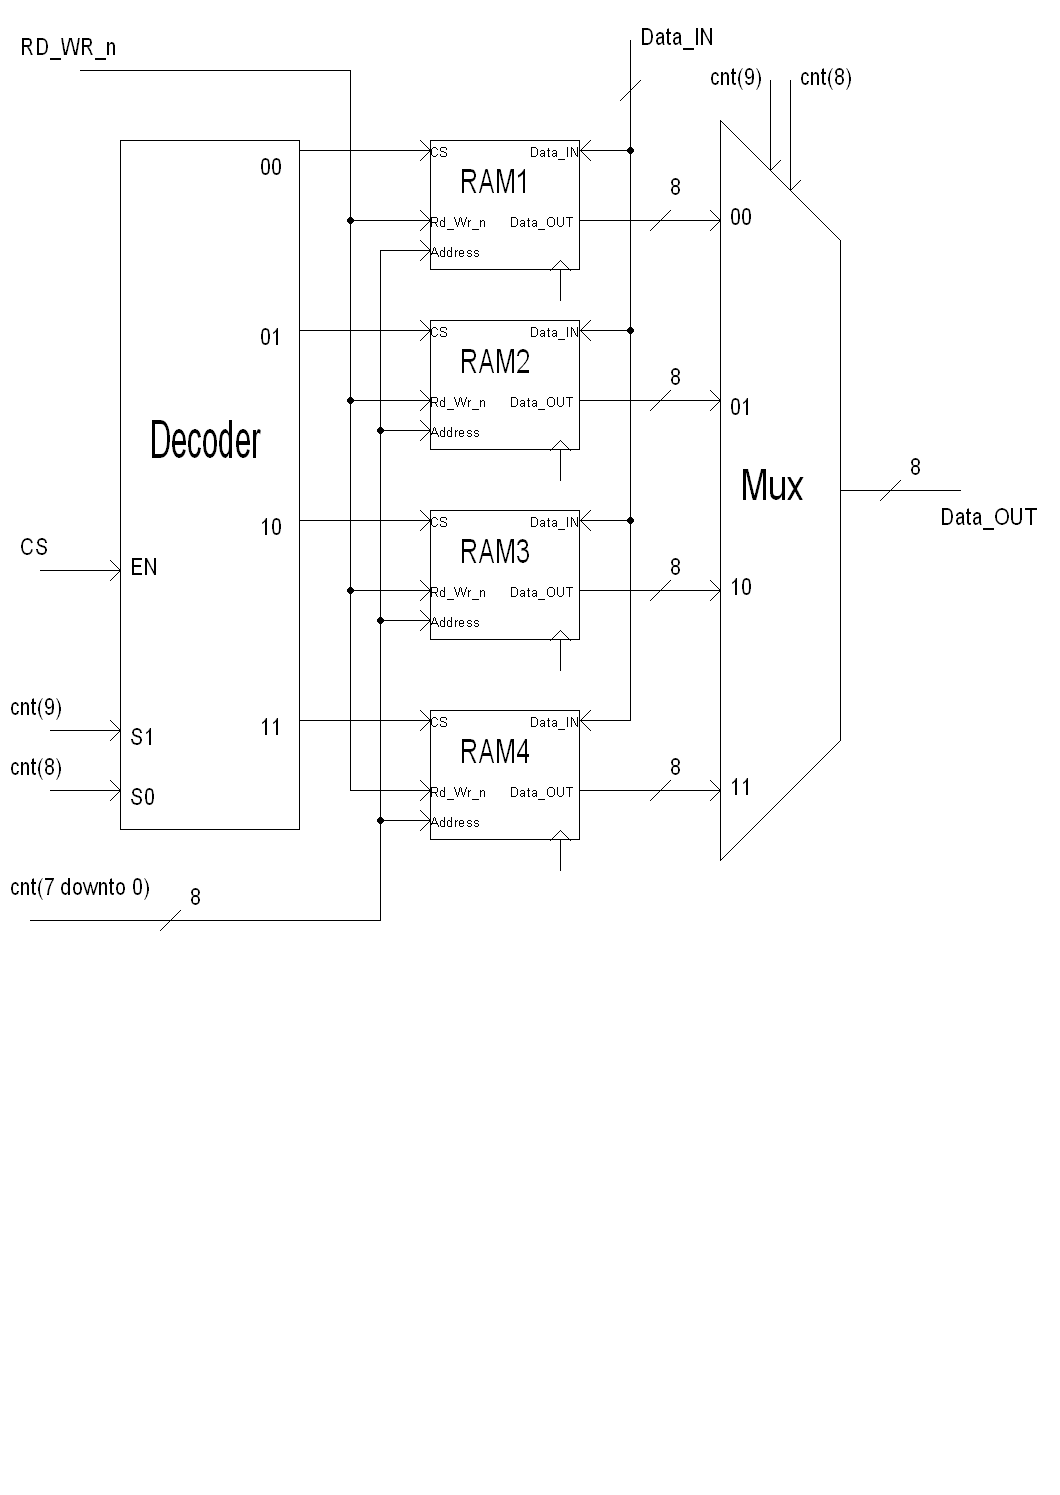 RD_WR_n
Data_IN
cnt(9) cnt(8)
00
CS Data_IN
RAM1
Rd_Wr_n Data_OUT
Address
8
00
01
CS Data_IN
RAM2
Rd_Wr_n Data_OUT
Address
8
01
Decoder
Mux
8
Data_OUT
10
CS Data_IN
RAM3
Rd_Wr_n Data_OUT
Address
8
10
CS
EN
cnt(9)
S1
cnt(8)
S0
11
CS Data_IN
RAM4
Rd_Wr_n Data_OUT
Address
8
11
cnt(7 downto 0)
8